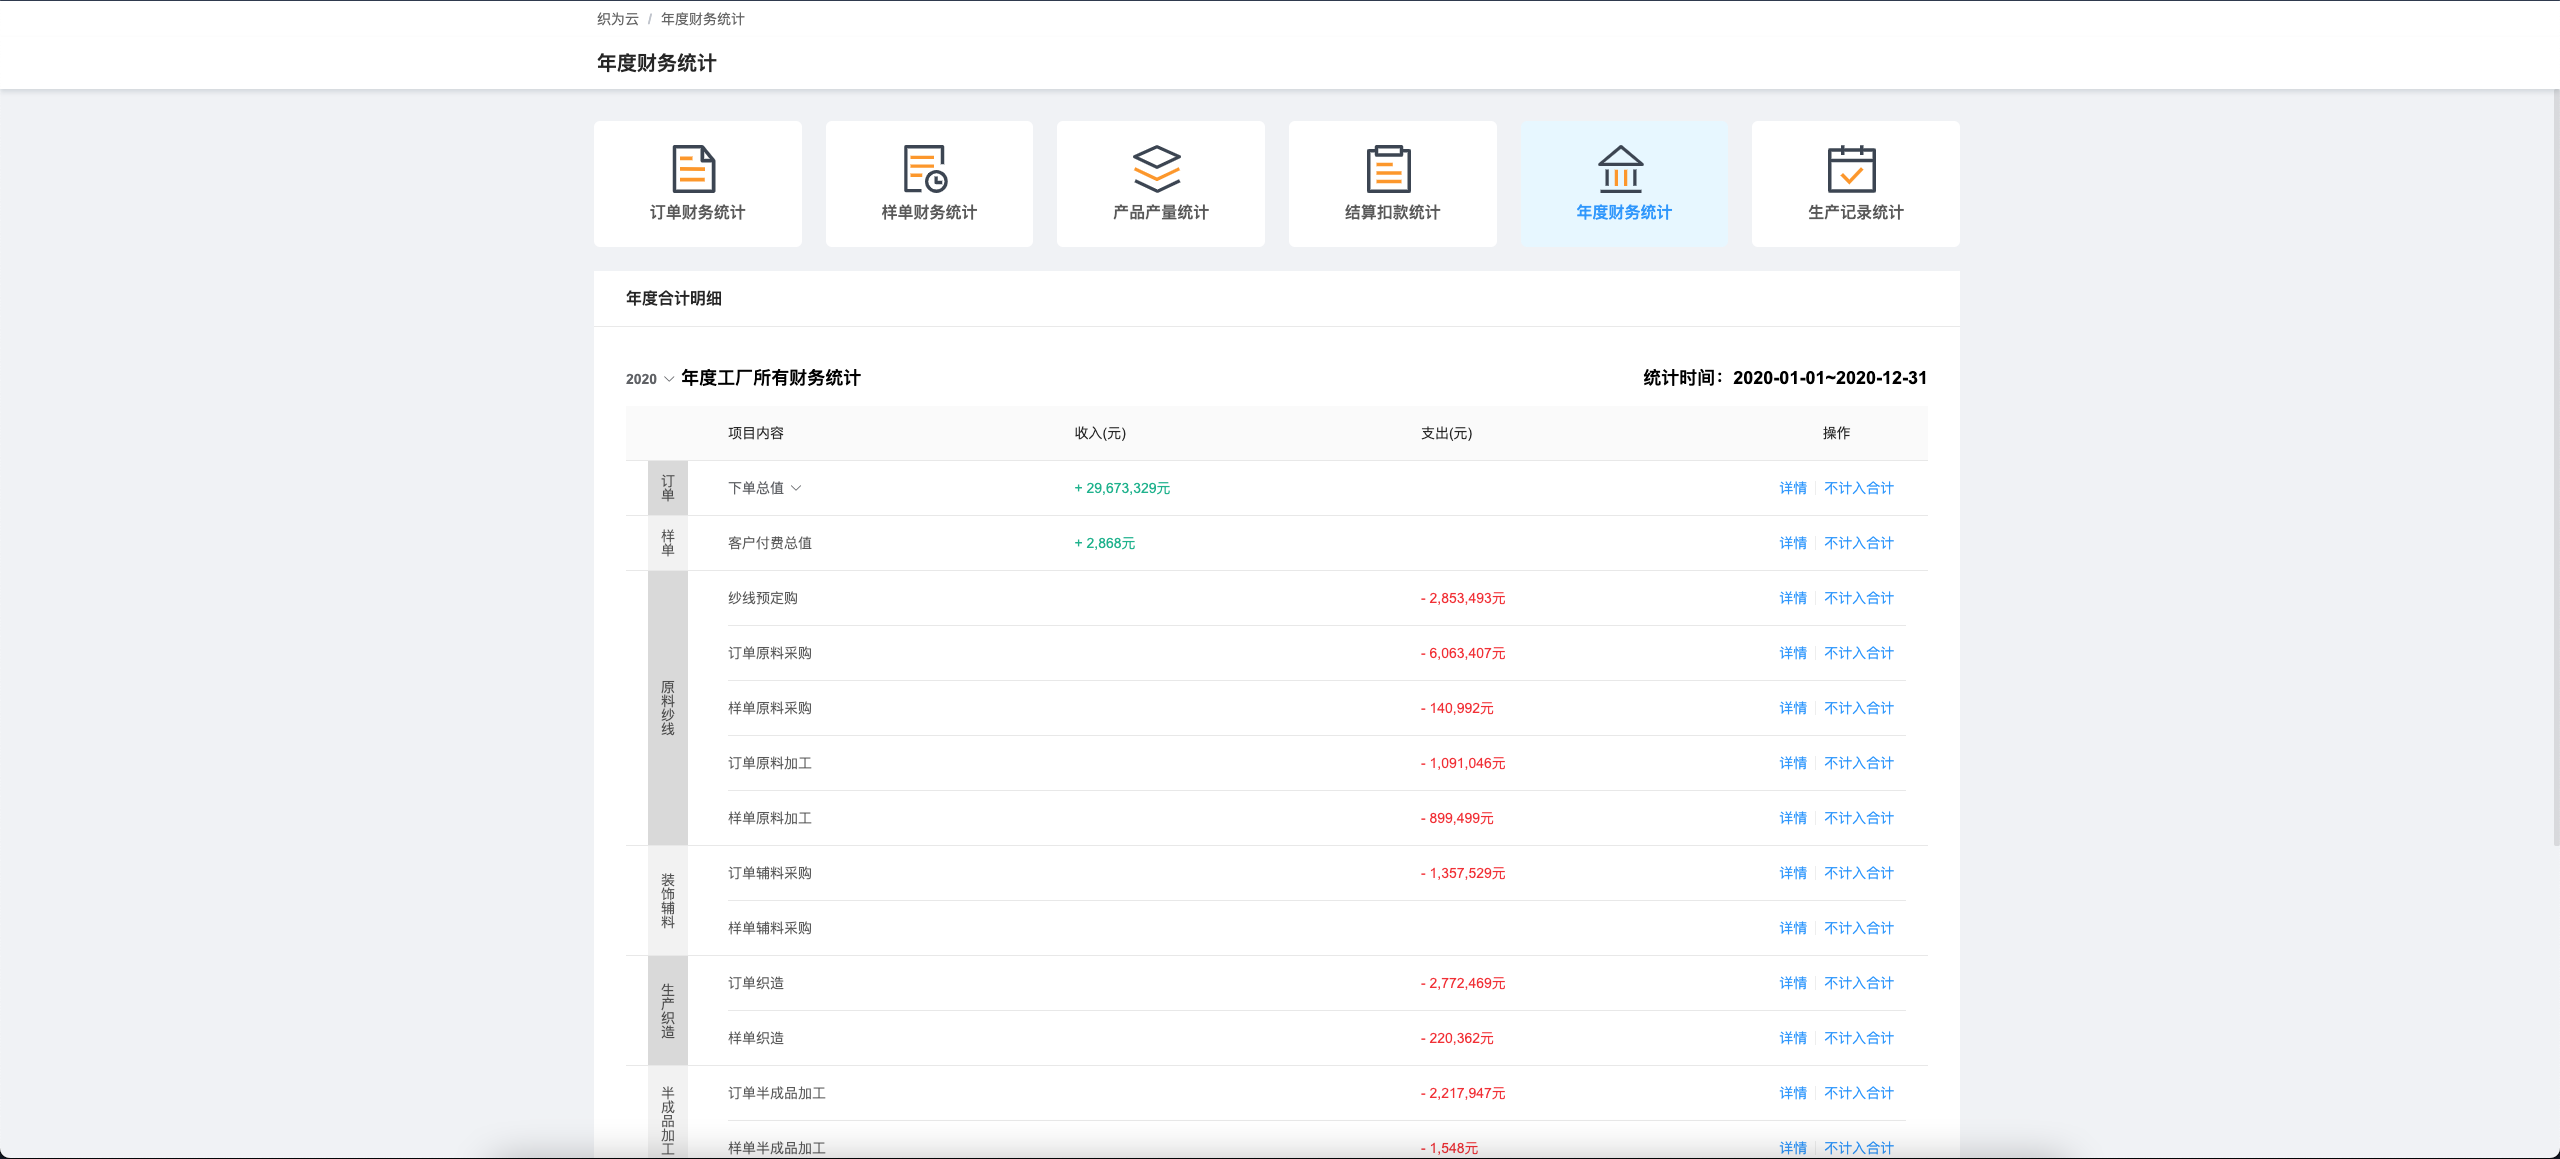 织为云 / 年度财务统计
年度财务统计
订单财务统计
样单财务统计
产品产量统计
结算扣款统计
年度财务统计
生产记录统计
年度合计明细
2020 年度工厂所有财务统计 统计时间：2020-01-01~2020-12-31
项目内容 收入(元) 支出(元) 操作
订单 下单总值 + 29,673,329元 详情 不计入合计
样单 客户付费总值 + 2,868元 详情 不计入合计
原料纱线
纱线预定购 - 2,853,493元 详情 不计入合计
订单原料采购 - 6,063,407元 详情 不计入合计
样单原料采购 - 140,992元 详情 不计入合计
订单原料加工 - 1,091,046元 详情 不计入合计
样单原料加工 - 899,499元 详情 不计入合计
装饰辅料
订单辅料采购 - 1,357,529元 详情 不计入合计
样单辅料采购 详情 不计入合计
生产织造
订单织造 - 2,772,469元 详情 不计入合计
样单织造 - 220,362元 详情 不计入合计
半成品加工
订单半成品加工 - 2,217,947元 详情 不计入合计
样单半成品加工 - 1,548元 详情 不计入合计